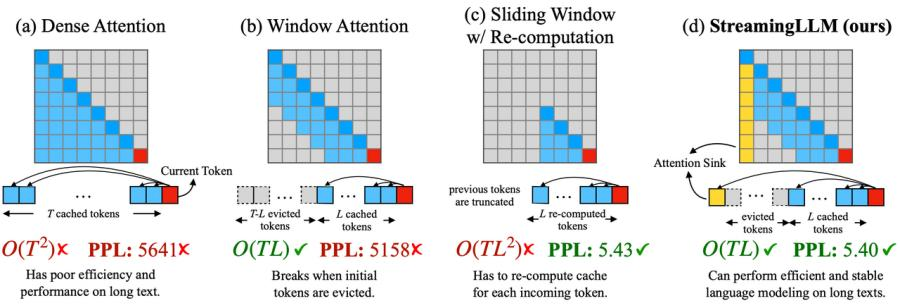 (a) Dense Attention
Current Token
...
T cached tokens
O(T²)✗ PPL: 5641✗
Has poor efficiency and
performance on long text.
(b) Window Attention
...
...
T-L evicted
tokens
L cached
tokens
O(TL)✓ PPL: 5158✗
Breaks when initial
tokens are evicted.
(c) Sliding Window
w/ Re-computation
previous tokens
are truncated
...
L re-computed
tokens
O(TL²)✗ PPL: 5.43✓
Has to re-compute cache
for each incoming token.
(d) StreamingLLM (ours)
Attention Sink
...
...
evicted
tokens
L cached
tokens
O(TL)✓ PPL: 5.40✓
Can perform efficient and stable
language modeling on long texts.